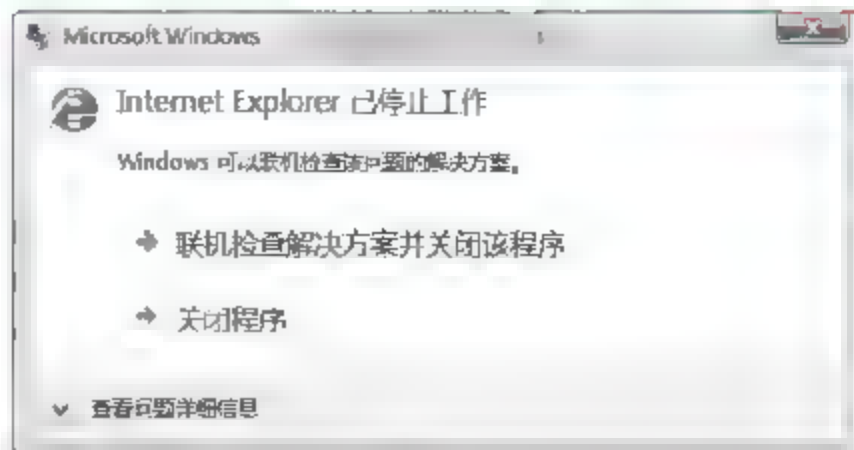 Microsoft Windows
Internet Explorer 已停止工作
Windows 可以联机检查该问题的解决方案。
联机检查解决方案并关闭该程序
关闭程序
查看问题详细信息